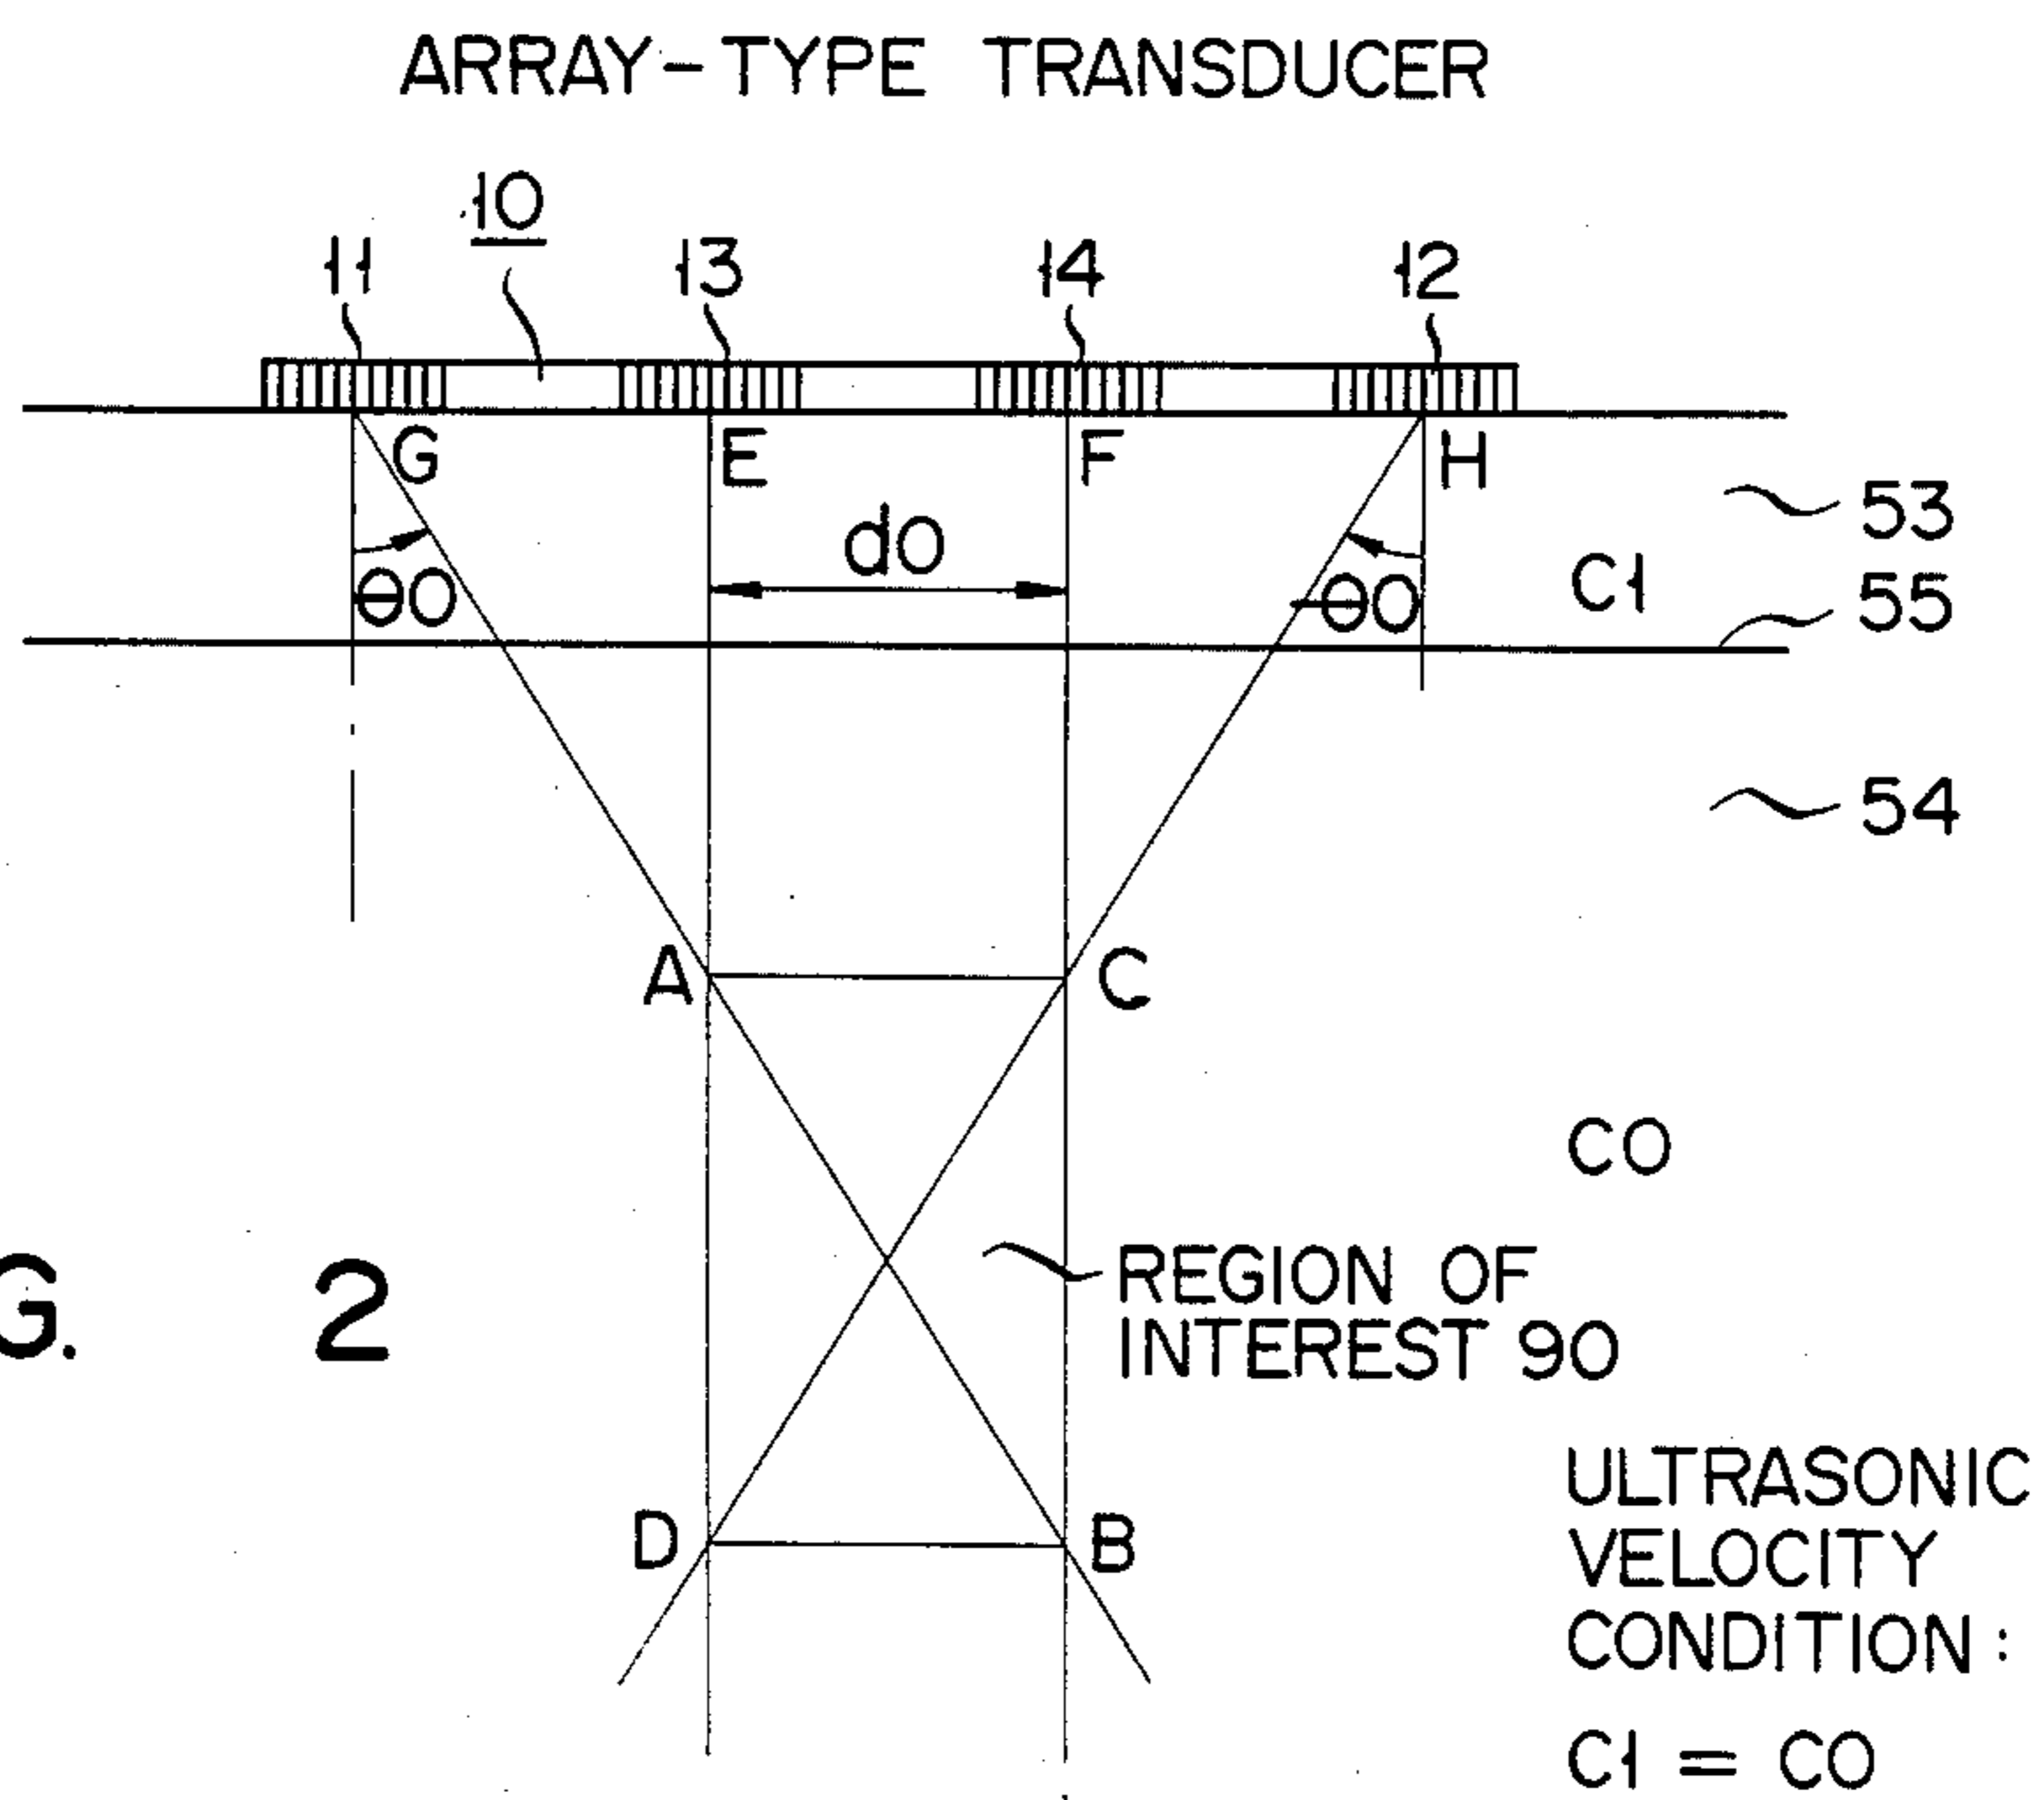 ARRAY-TYPE TRANSDUCER
10
11
13
14
12
G
E
F
H
53
d0
C1
θ0
θ0
55
54
A
C
C0
REGION OF
INTEREST 90
G. 2
ULTRASONIC
VELOCITY
CONDITION:
D
B
C1 = C0